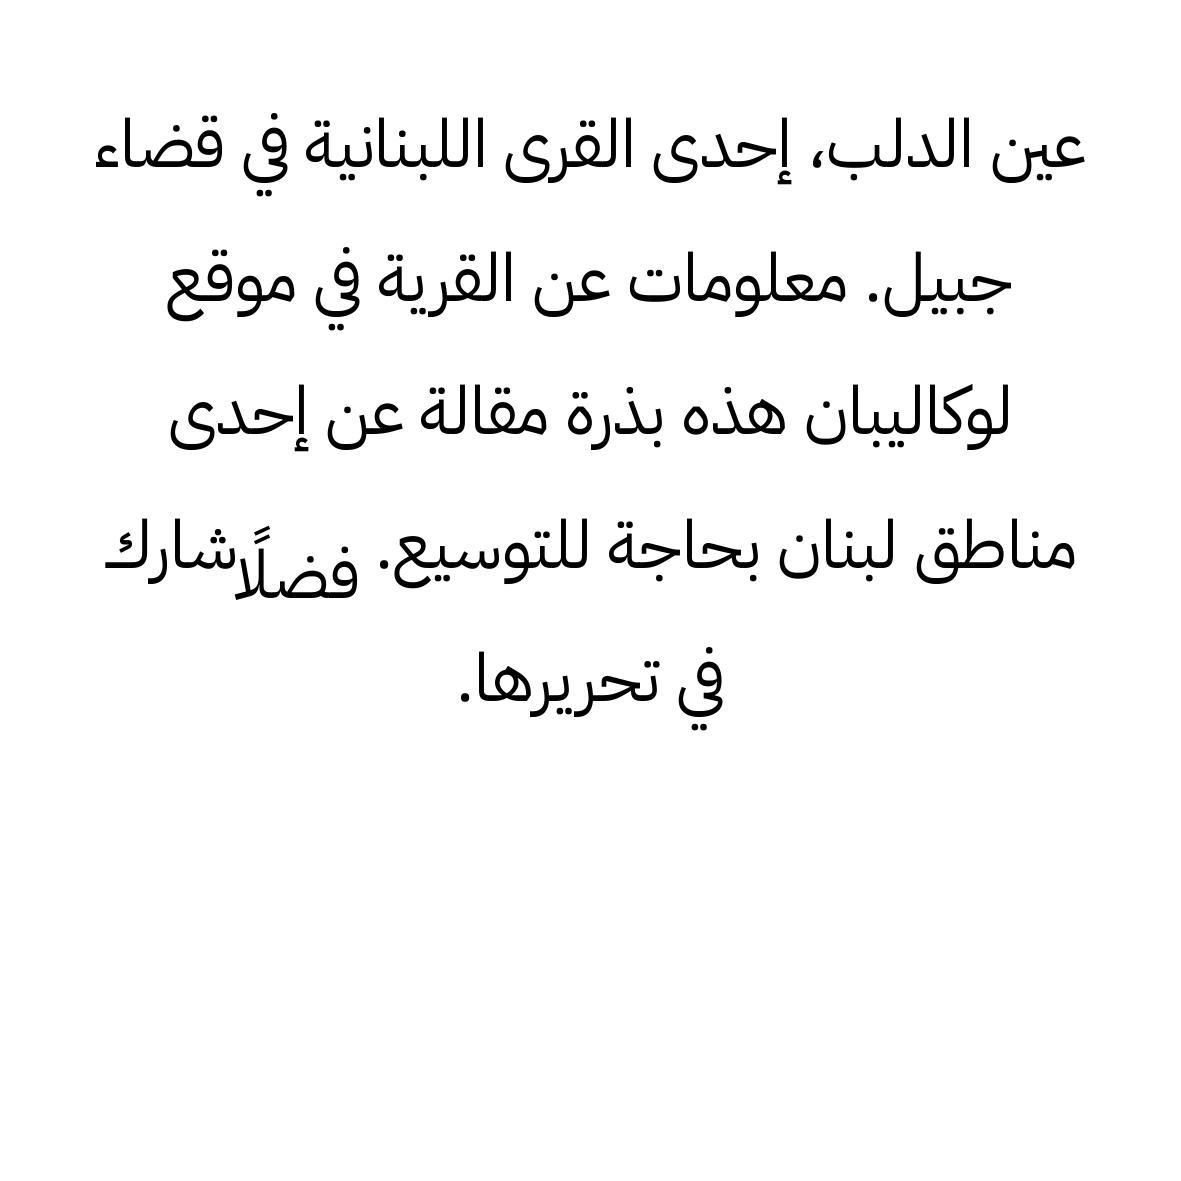 عين الدلب، إحدى القرى اللبنانية في قضاء
جبيل. معلومات عن القرية في موقع
لوكاليبان هذه بذرة مقالة عن إحدى
مناطق لبنان بحاجة للتوسيع. فضلًا شارك
في تحريرها.